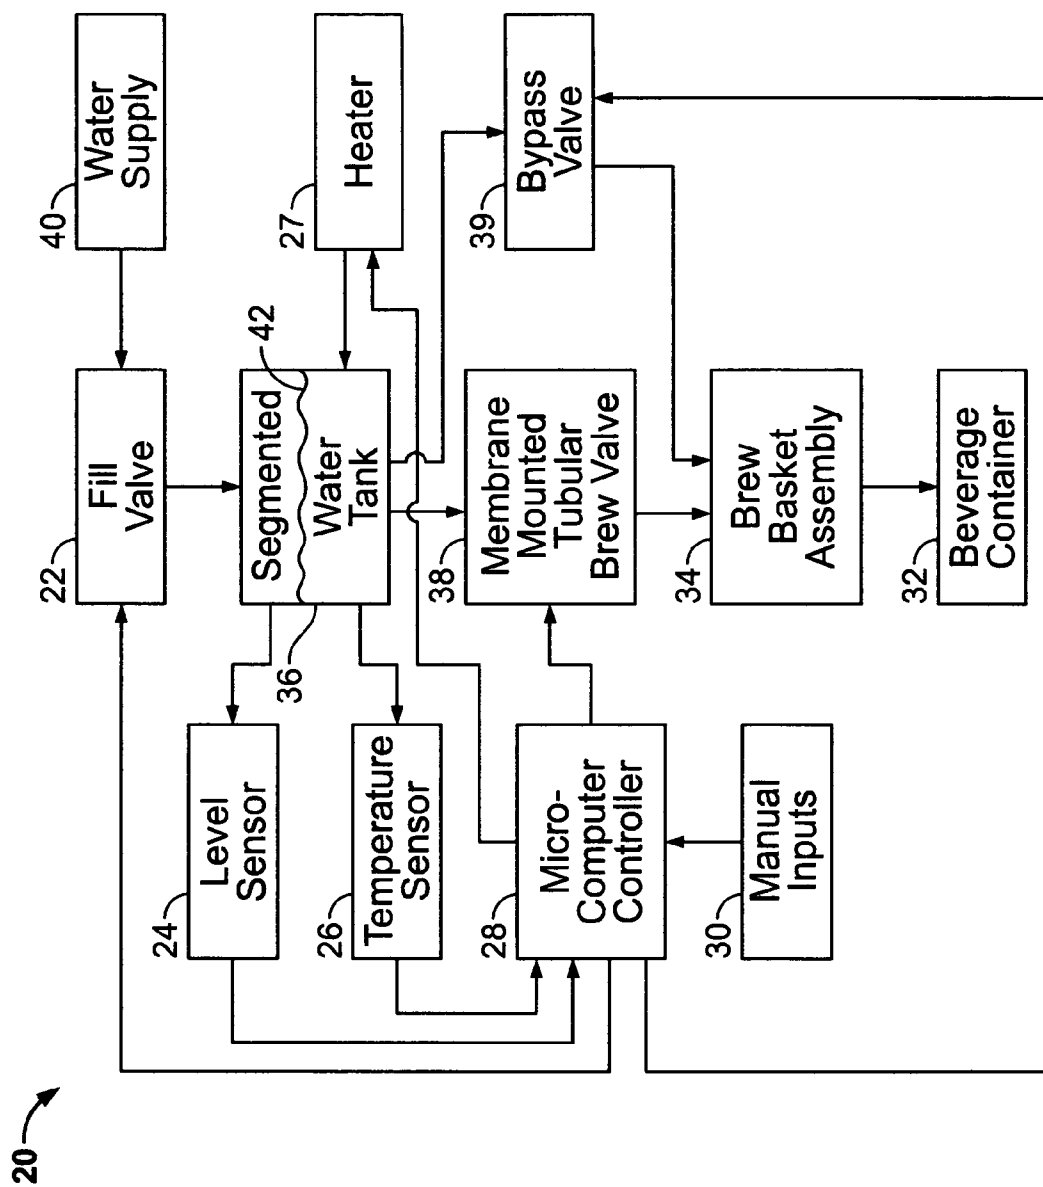 20
40
Water
Supply
22
Fill
Valve
27
Heater
42
Segmented
Water
Tank
36
39
Bypass
Valve
24
Level
Sensor
26
Temperature
Sensor
38
Membrane
Mounted
Tubular
Brew Valve
28
Micro-
Computer
Controller
34
Brew
Basket
Assembly
30
Manual
Inputs
32
Beverage
Container